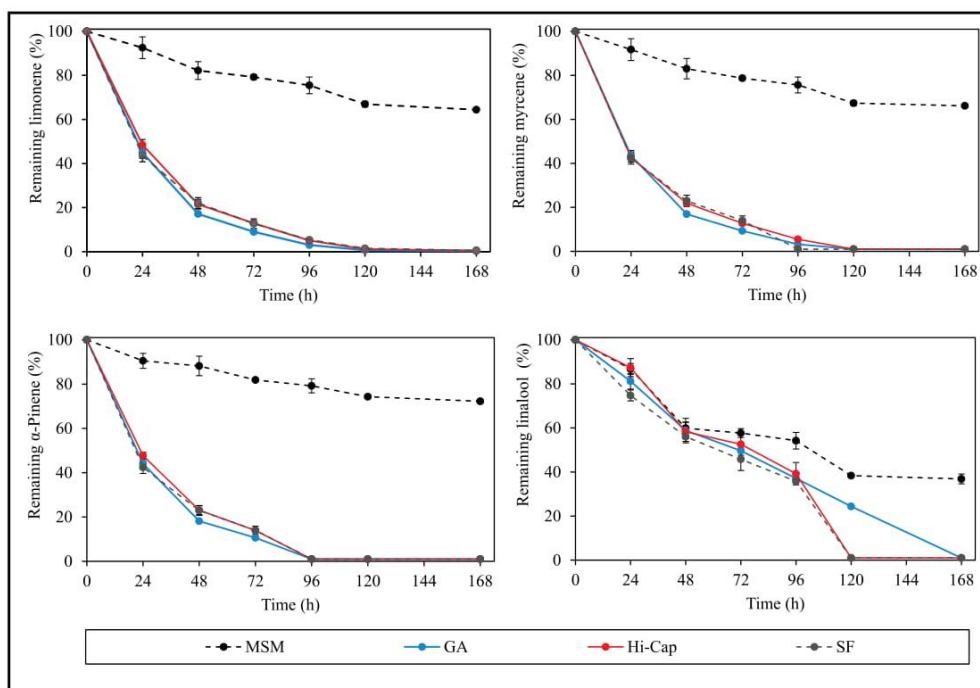 Remaining limonene (%)
100
80
60
40
20
0
0 24 48 72 96 120 144 168
Time (h)
Remaining myrcene (%)
100
80
60
40
20
0
0 24 48 72 96 120 144 168
Time (h)
Remaining α-Pinene (%)
100
80
60
40
20
0
0 24 48 72 96 120 144 168
Time (h)
Remaining linalool (%)
100
80
60
40
20
0
0 24 48 72 96 120 144 168
Time (h)
MSM GA Hi-Cap SF